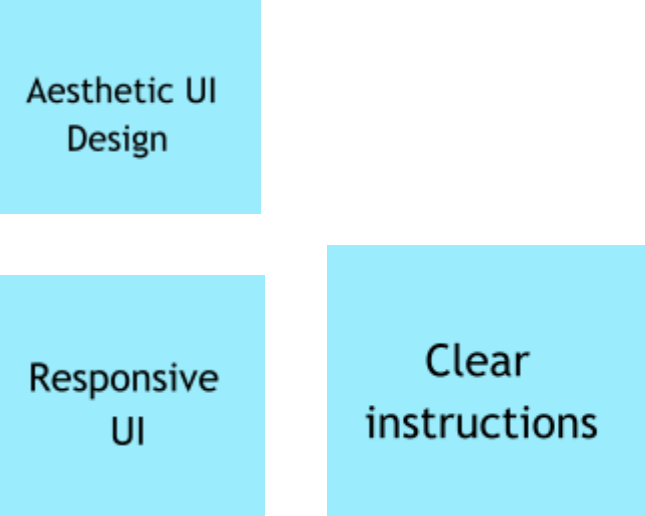 Aesthetic UI
Design
Responsive
UI
Clear
instructions